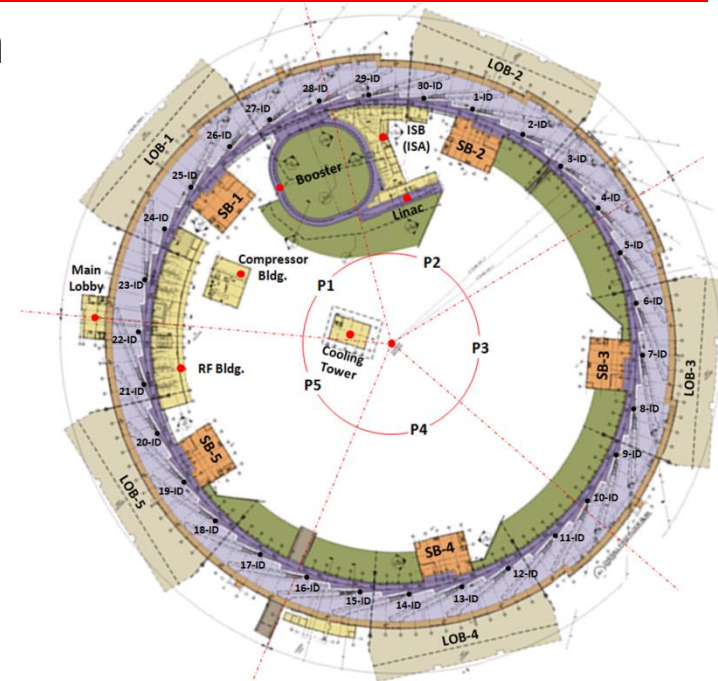 LOB-2
29-ID
30-ID
28-ID
1-ID
27-ID
2-ID
ISB
(ISA)
SB-2
LOB-1
26-ID
3-ID
Booster
25-ID
4-ID
SB-1
Linac
24-ID
5-ID
Compressor
Bldg.
P2
Main
Lobby
23-ID
P1
6-ID
22-ID
Cooling
Tower
P3
SB-3
7-ID
LOB-3
RF Bldg.
P5
21-ID
8-ID
P4
20-ID
SB-5
9-ID
LOB-5
19-ID
10-ID
18-ID
11-ID
SB-4
17-ID
12-ID
16-ID
15-ID
14-ID
13-ID
LOB-4